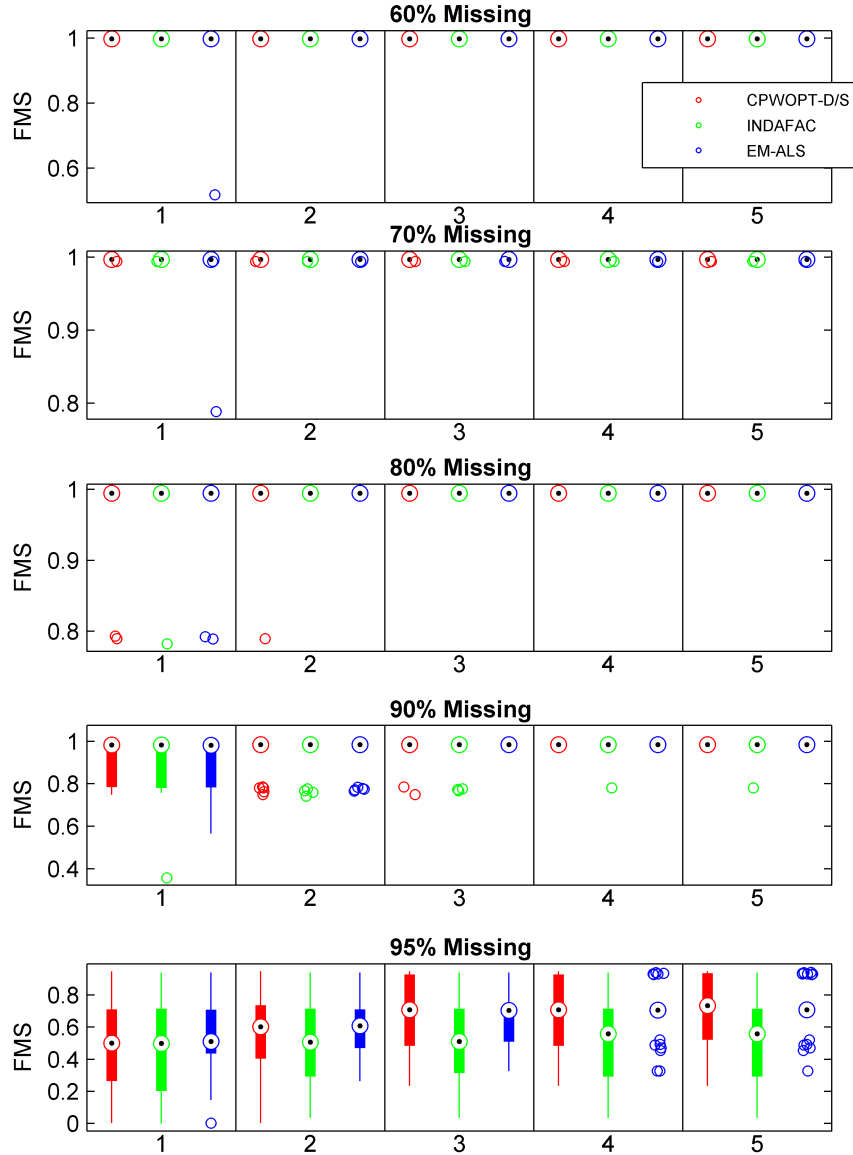 60% Missing
1
0.8
0.6
FMS
CPWOPT-D/S
INDAFAC
EM-ALS
1 2 3 4 5
70% Missing
1
0.9
0.8
FMS
1 2 3 4 5
80% Missing
1
0.9
0.8
FMS
1 2 3 4 5
90% Missing
1
0.8
0.6
0.4
FMS
1 2 3 4 5
95% Missing
0.8
0.6
0.4
0.2
0
FMS
1 2 3 4 5